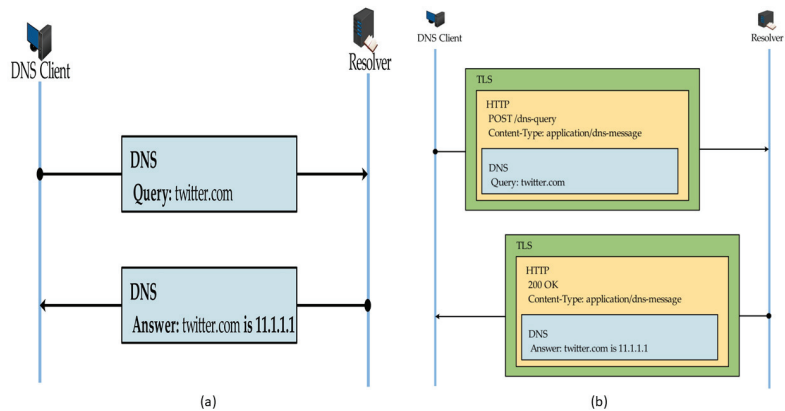 DNS Client
Resolver
DNS
Query: twitter.com
DNS
Answer: twitter.com is 11.1.1.1
(a)
DNS Client
Resolver
TLS
HTTP
POST /dns-query
Content-Type: application/dns-message
DNS
Query: twitter.com
TLS
HTTP
200 OK
Content-Type: application/dns-message
DNS
Answer: twitter.com is 11.1.1.1
(b)